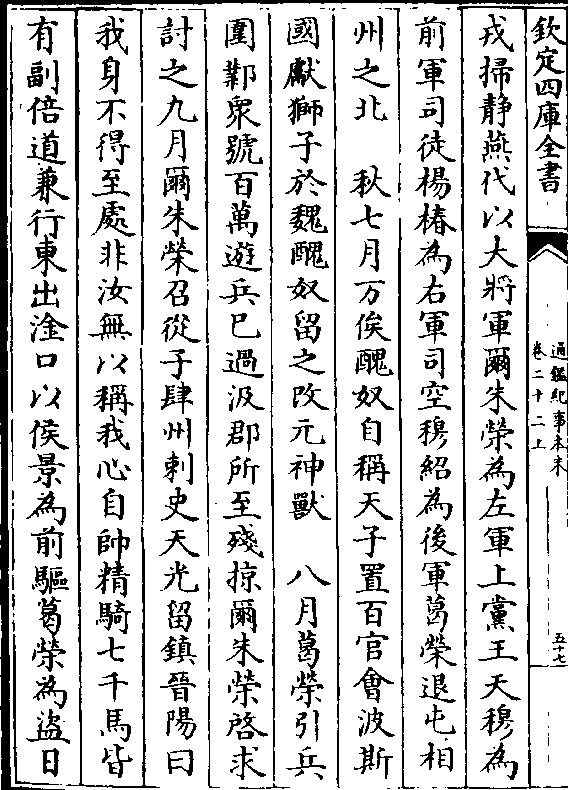 欽定四庫全書
通鑑紀事本末
卷二十二上
五十七
戎掃靜燕代以大將軍爾朱榮為左軍上黨王天穆為
前軍司徒楊椿為右軍司空穆紹為後軍葛榮退屯相
州之北　秋七月万俟醜奴自稱天子置百官會波斯
國獻獅子於魏醜奴留之改元神獸　八月葛榮引兵
圍鄴衆號百萬遊兵已過汲郡所至殘掠爾朱榮啓求
討之九月爾朱榮召從子肆州刺史天光留鎮晉陽曰
我身不得至處非汝無以稱我心自帥精騎七千馬皆
有副倍道兼行東出滏口以侯景為前驅葛榮為盜日